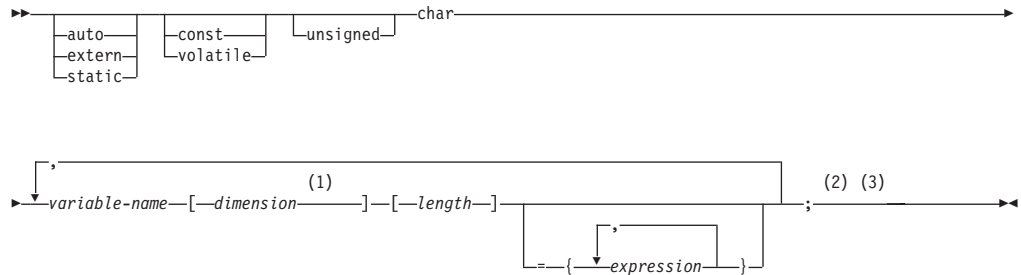 char
auto const unsigned
extern volatile
static
,
(1) (2) (3)
variable-name [ dimension ] [ length ] ;
,
= { expression }